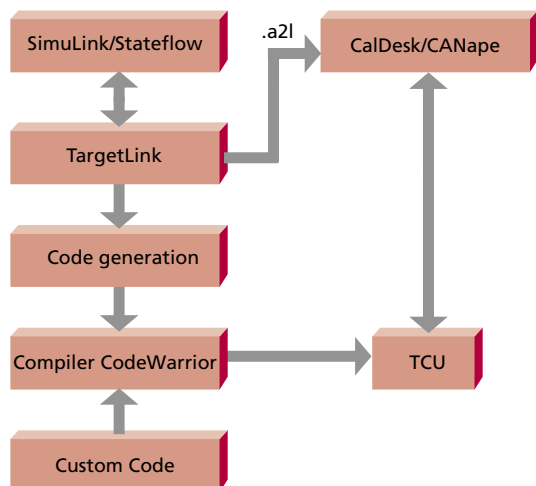 SimuLink/Stateflow
.a2l
CalDesk/CANape
TargetLink
Code generation
Compiler CodeWarrior
TCU
Custom Code